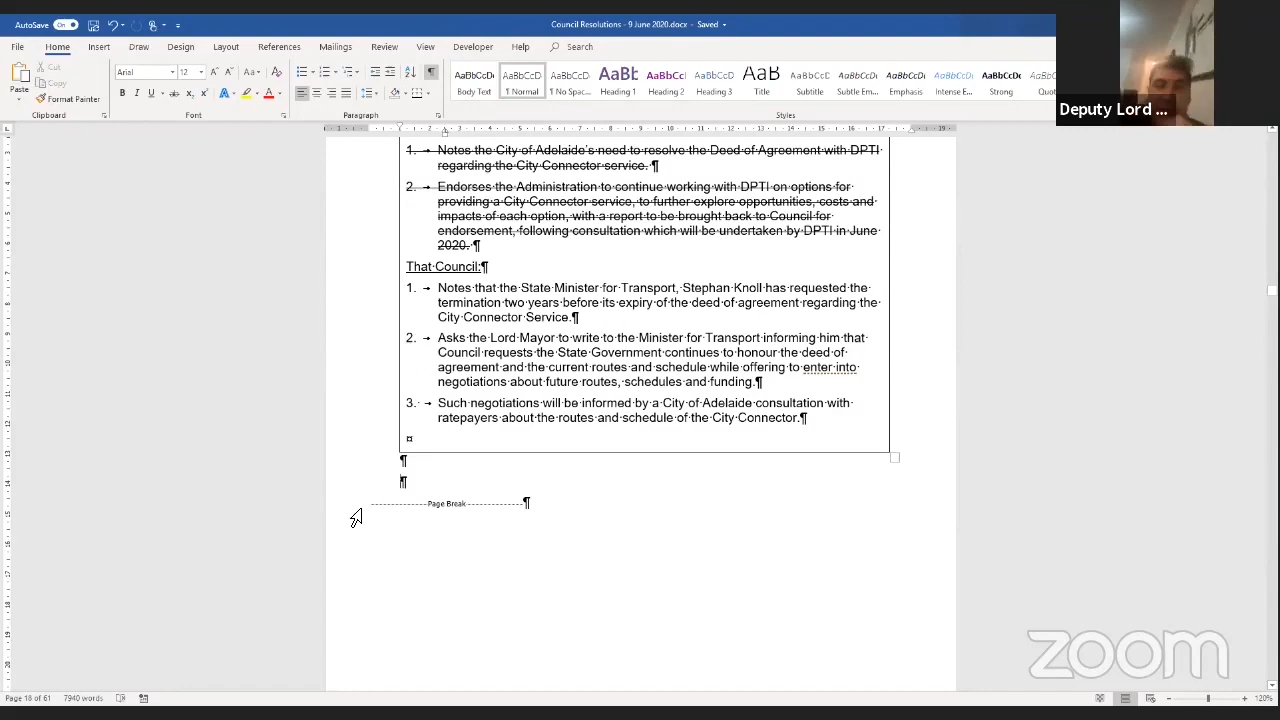 AutoSave On Council Resolutions - 9 June 2020.docx - Saved
File Home Insert Draw Design Layout References Mailings Review View Developer Help Search
Paste Cut Copy Format Painter Arial 12 AaBbCcDc AaBbCcD AaBbCcD AaBb AaBbCc AaBbCcD AaB AaBbCcD AaBbCcD AaBbCcDi AaBbCcD AaBbCcDc
Body Text ¶ Normal ¶ No Spac... Heading 1 Heading 2 Heading 3 Title Subtitle Subtle Em... Emphasis Intense E... Strong Quo
Clipboard Font Paragraph Styles
Deputy Lord ...
1. → Notes the City of Adelaide's need to resolve the Deed of Agreement with DPTI
regarding the City Connector service. ¶
2. → Endorses the Administration to continue working with DPTI on options for
providing a City Connector service, to further explore opportunities, costs and
impacts of each option, with a report to be brought back to Council for
endorsement, following consultation which will be undertaken by DPTI in June
2020. ¶
That Council:¶
1. → Notes that the State Minister for Transport, Stephan Knoll has requested the
termination two years before its expiry of the deed of agreement regarding the
City Connector Service.¶
2. → Asks the Lord Mayor to write to the Minister for Transport informing him that
Council requests the State Government continues to honour the deed of
agreement and the current routes and schedule while offering to enter into
negotiations about future routes, schedules and funding.¶
3. → Such negotiations will be informed by a City of Adelaide consultation with
ratepayers about the routes and schedule of the City Connector.¶
¤
¶
¶
Page Break ¶
zoom
Page 18 of 61 7940 words 120%